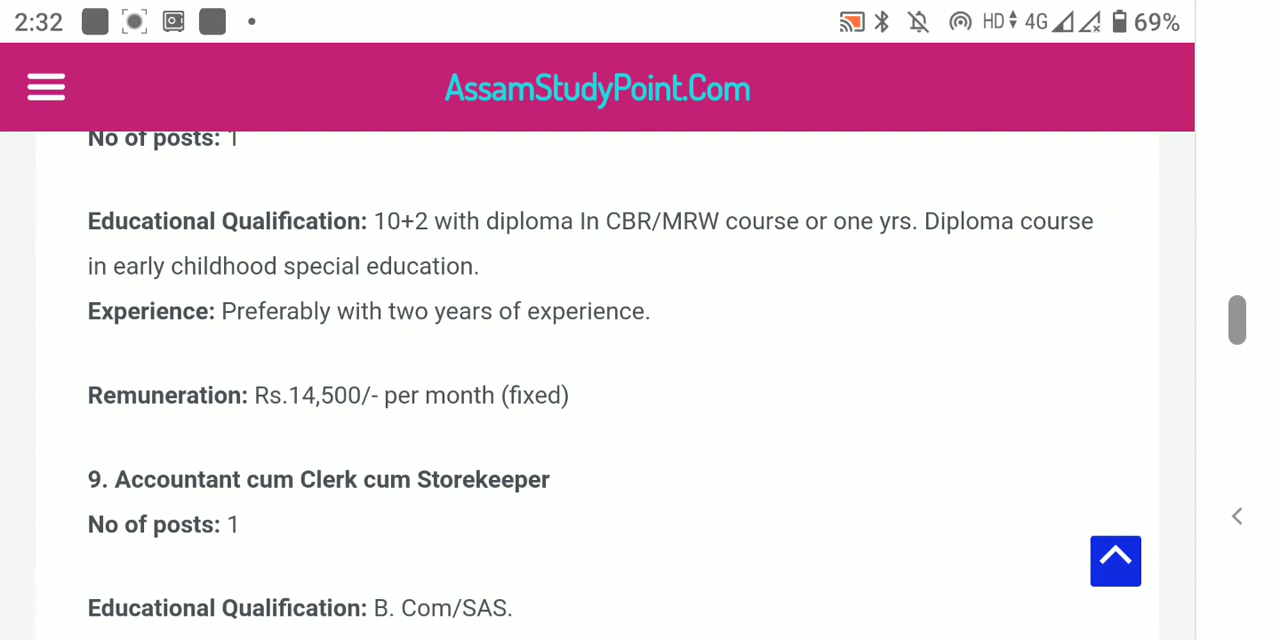 2:32 HD 4G 69%
AssamStudyPoint.Com
No of posts: 1
Educational Qualification: 10+2 with diploma In CBR/MRW course or one yrs. Diploma course
in early childhood special education.
Experience: Preferably with two years of experience.
Remuneration: Rs.14,500/- per month (fixed)
9. Accountant cum Clerk cum Storekeeper
No of posts: 1
Educational Qualification: B. Com/SAS.